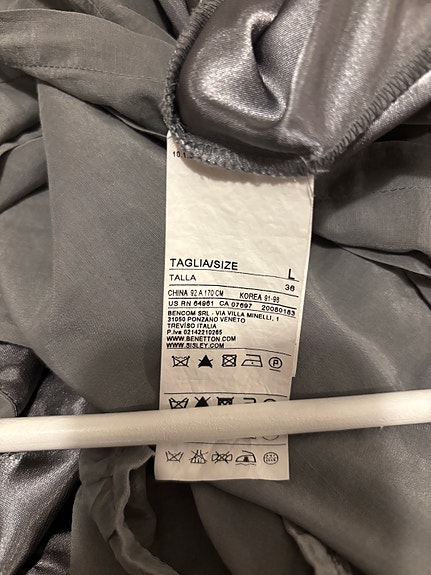 TAGLIA/SIZE L
TALLA 36
CHINA 92 A 170 CM KOREA 91-98
US RN 64961 CA 07697 20080163
BENCOM SRL - VIA VILLA MINELLI, 1
31050 PONZANO VENETO
TREVISO ITALIA
P.iva 02142210265
WWW.BENETTON.COM
WWW.SISLEY.COM
P